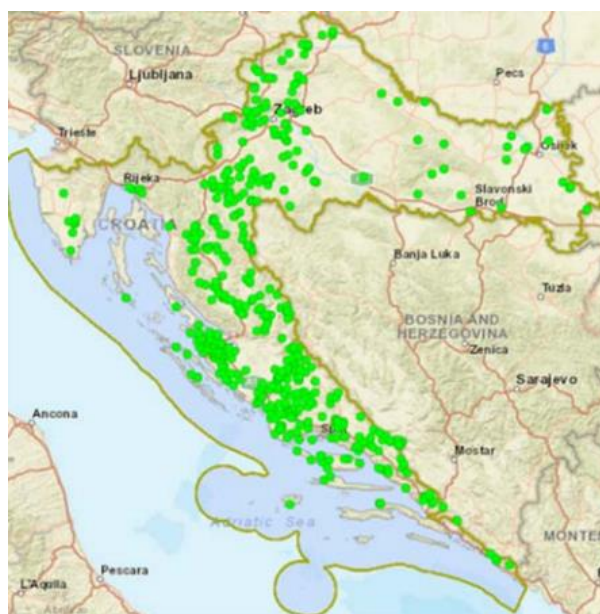 SLOVENIA
Ljubljana
Pecs
Trieste
Zagreb
Osijek
Rijeka
Slavonski
Brod
CROATIA
Banja Luka
Tuzla
BOSNIA AND
HERZEGOVINA
Zenica
Sarajevo
Ancona
Split
Mostar
Adriatic Sea
MONTE
Pescara
L'Aquila